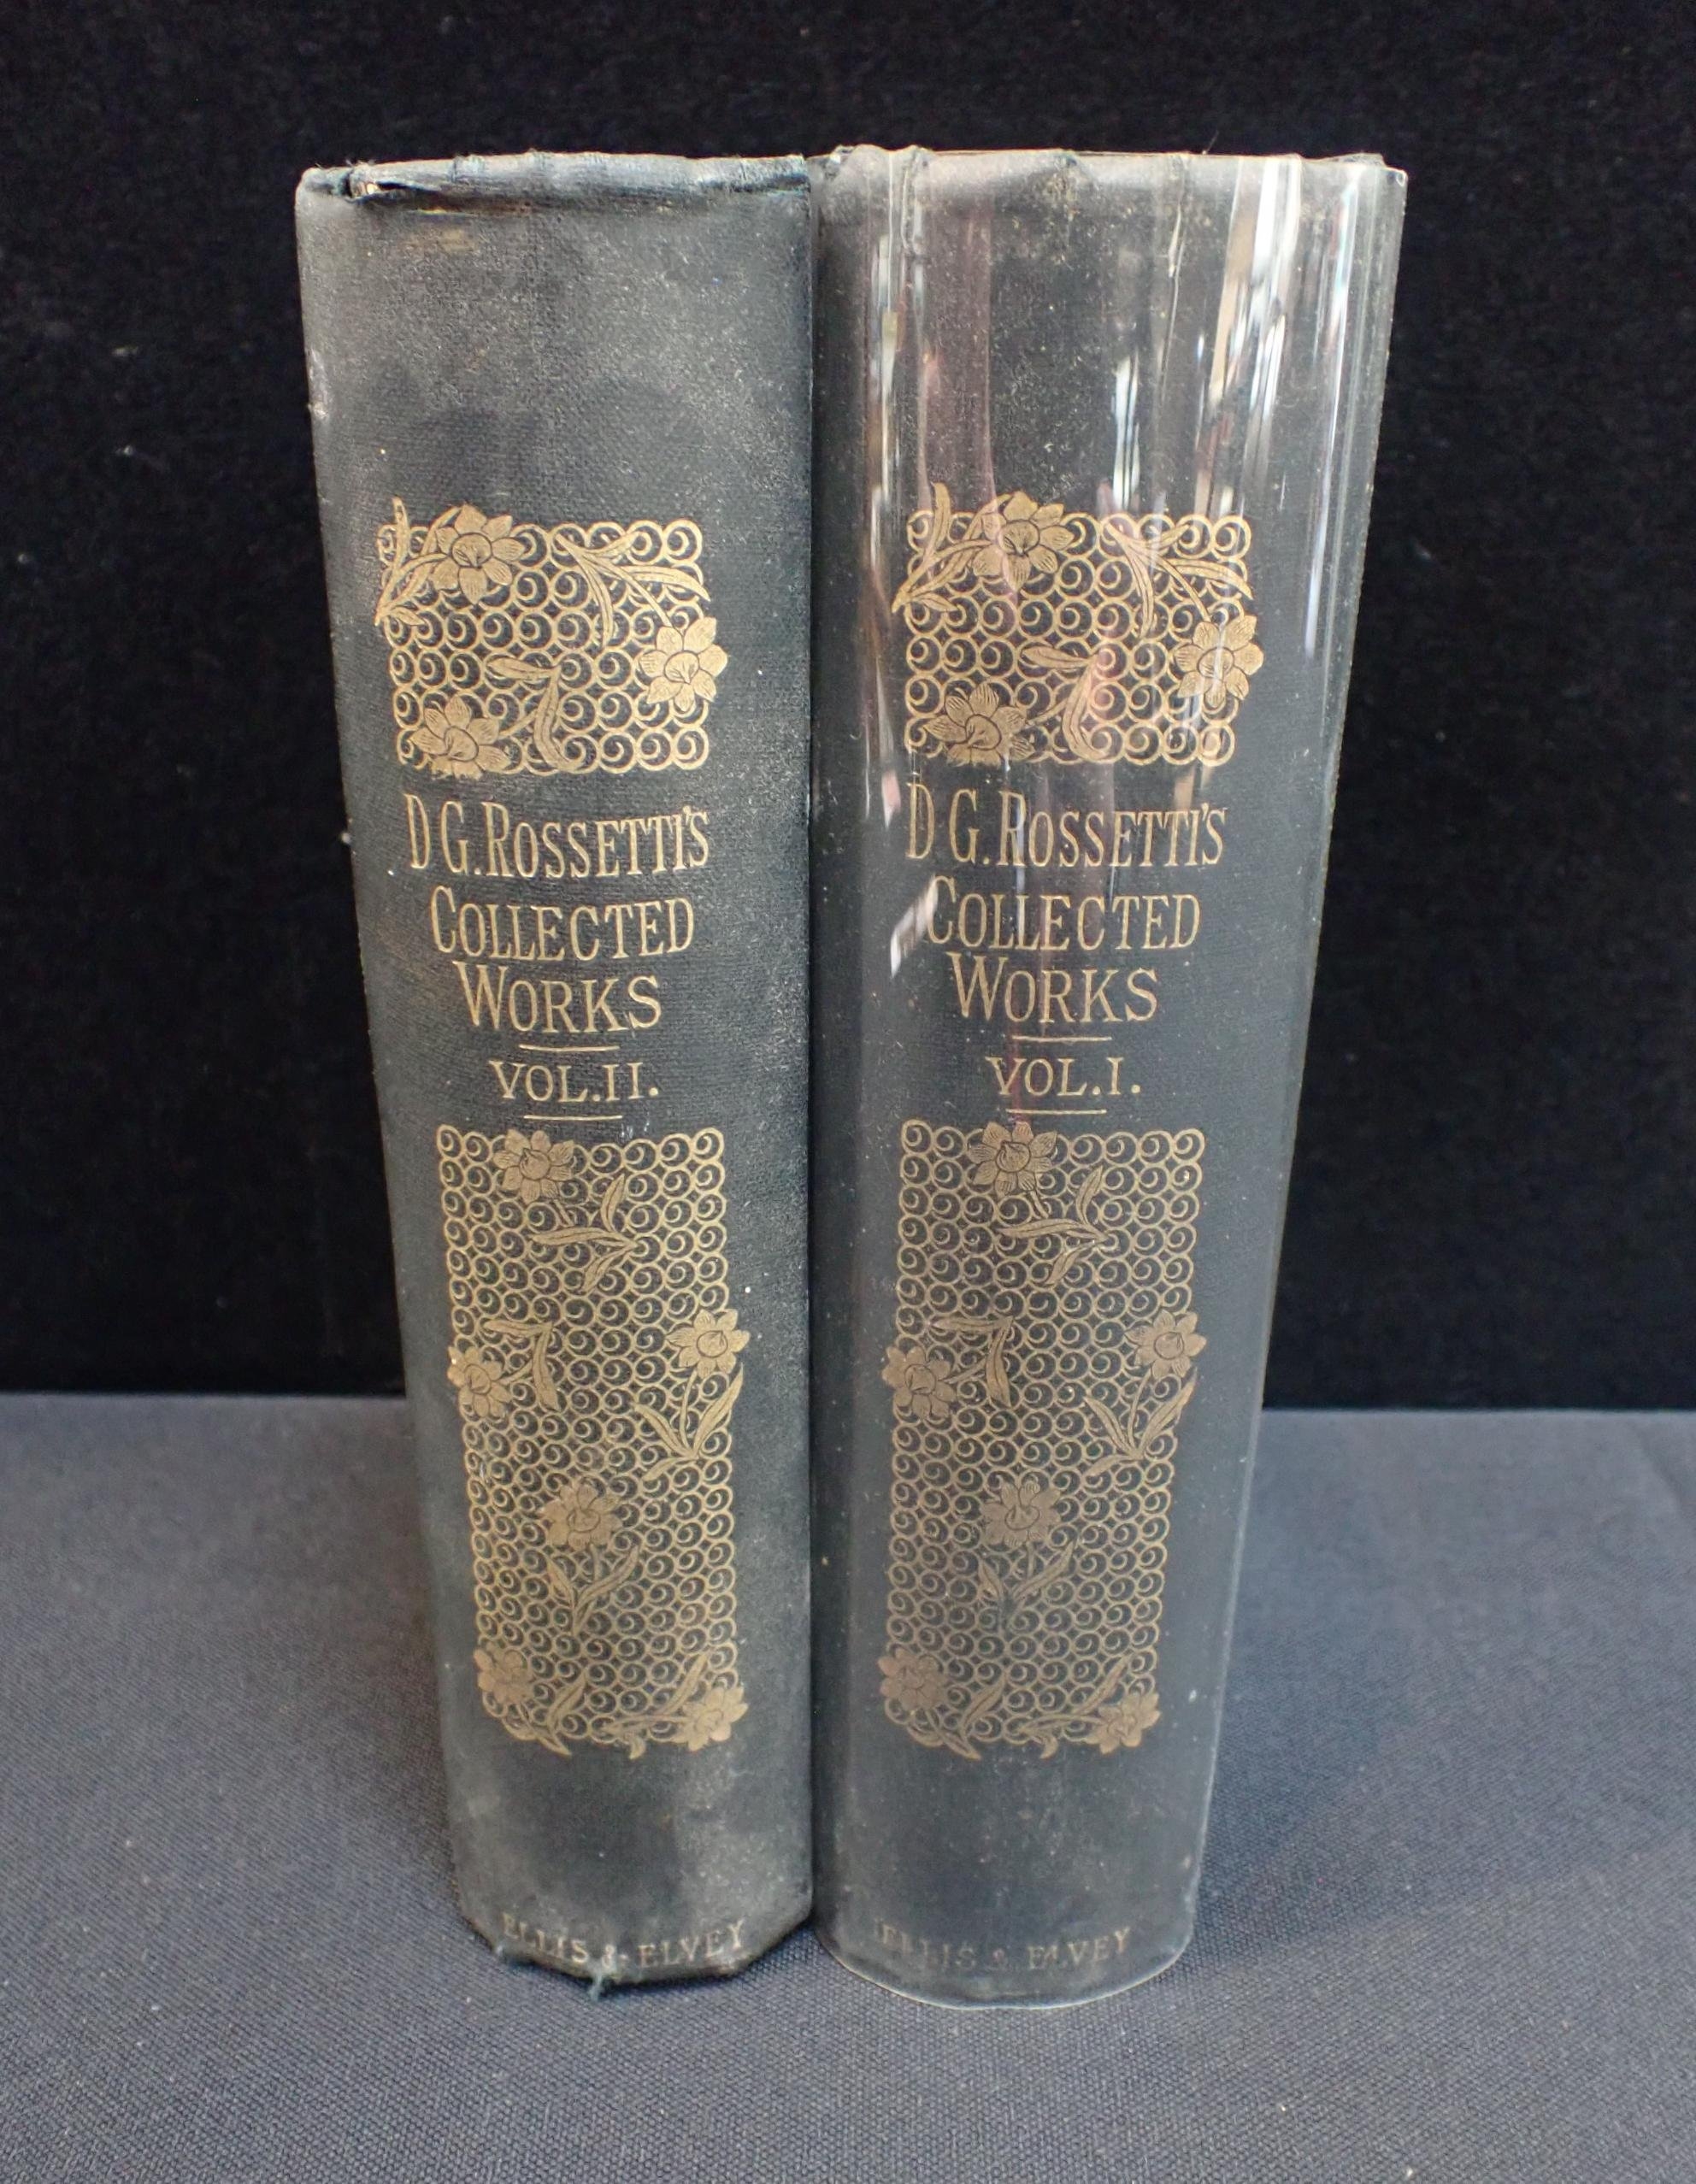 D G. ROSSETTI'S
COLLECTED
WORKS
VOL. II.
ELLIS & ELVEY
D G. ROSSETTI'S
COLLECTED
WORKS
VOL. I.
ELLIS & ELVEY